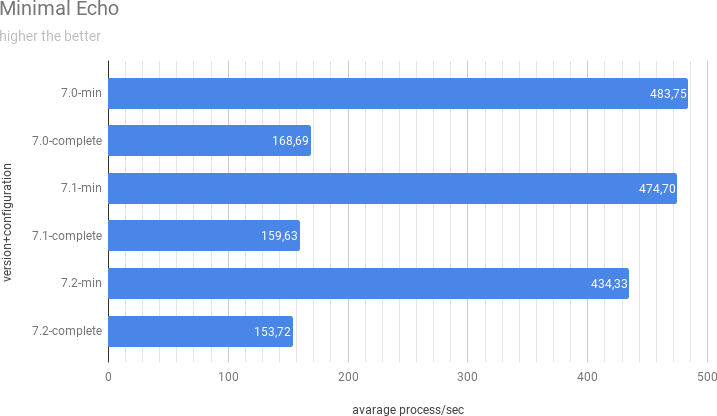 Minimal Echo
higher the better
version+configuration
7.0-min
483,75
7.0-complete
168,69
7.1-min
474,70
7.1-complete
159,63
7.2-min
434,33
7.2-complete
153,72
0 100 200 300 400 500
avarage process/sec